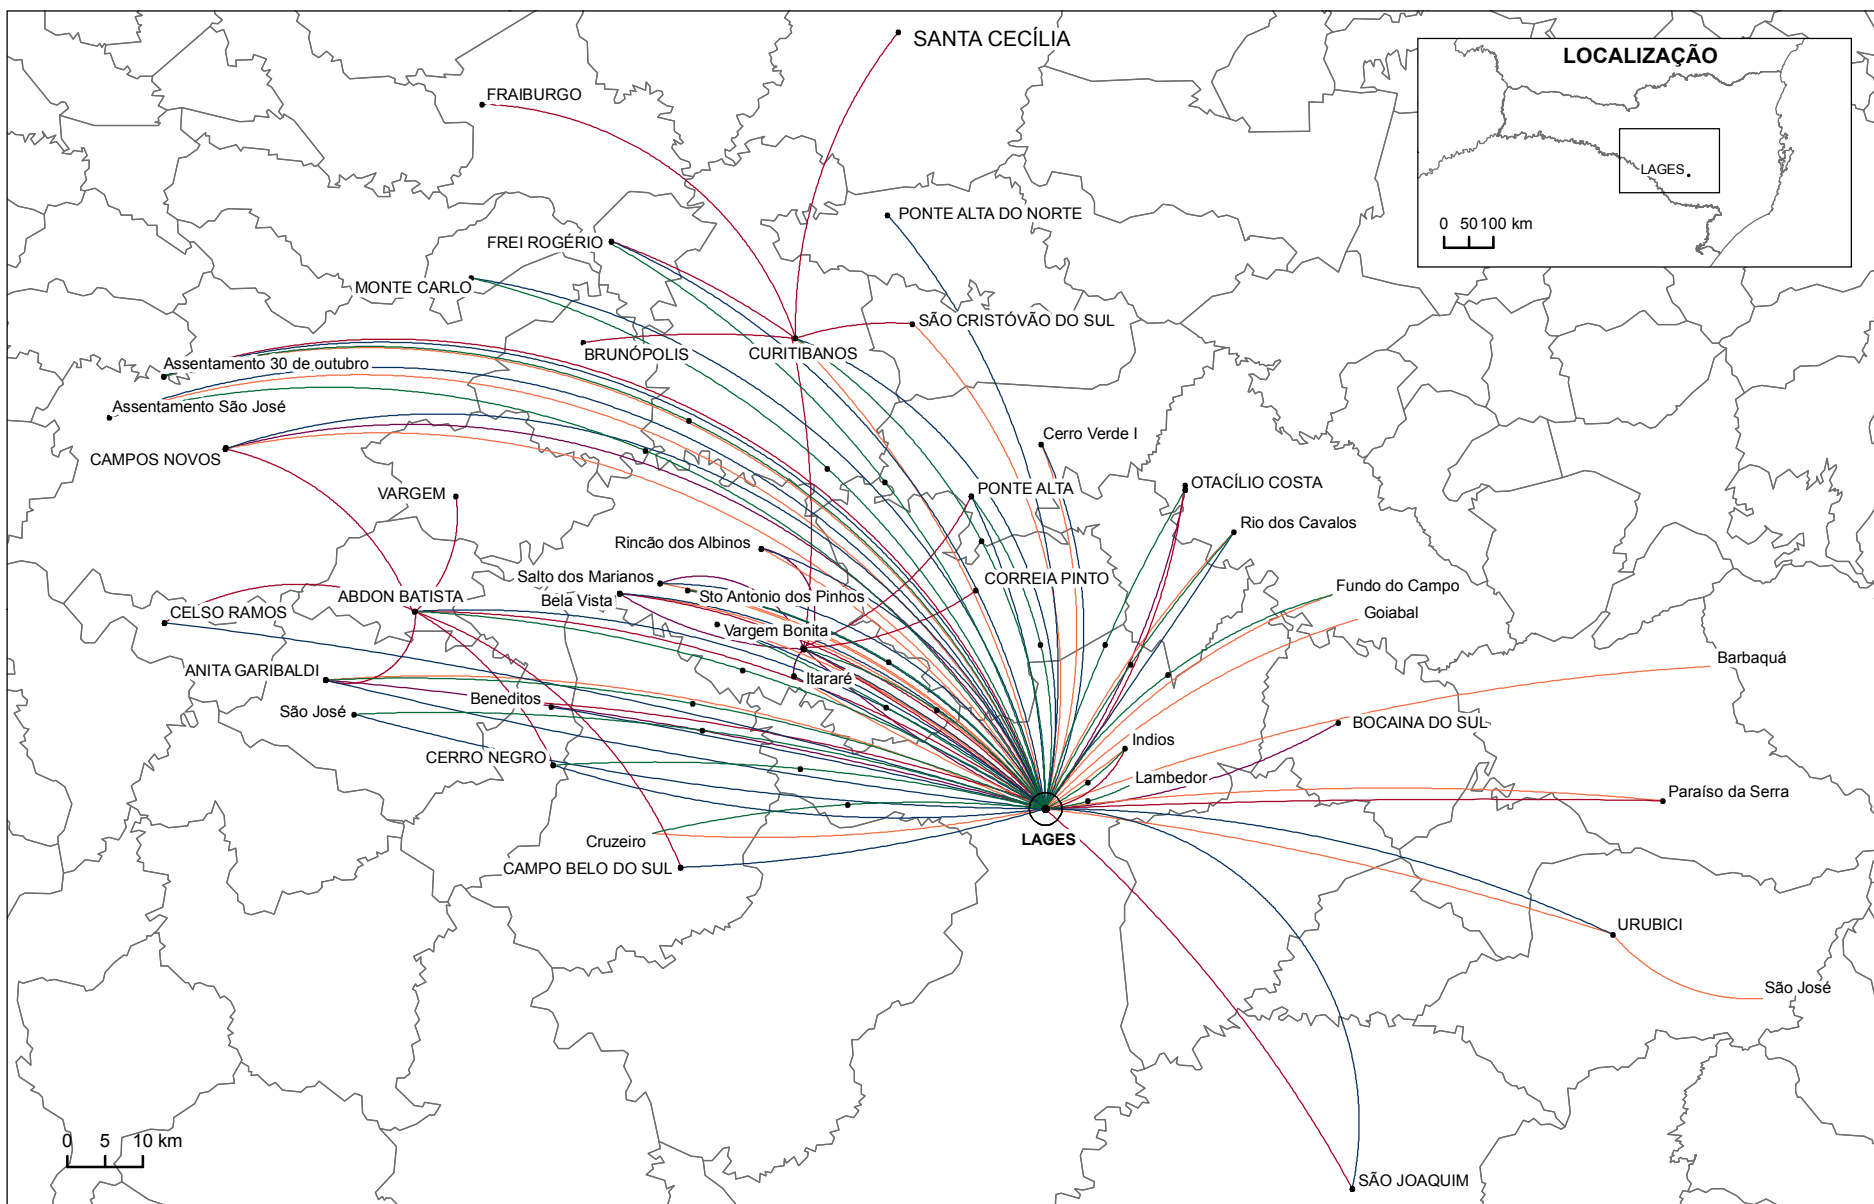 SANTA CECÍLIA
LOCALIZAÇÃO
FRAIBURGO
LAGES
PONTE ALTA DO NORTE
0 50 100 km
FREI ROGÉRIO
MONTE CARLO
SÃO CRISTÓVÃO DO SUL
BRUNÓPOLIS
CURITIBANOS
Assentamento 30 de outubro
Assentamento São José
Cerro Verde I
CAMPOS NOVOS
VARGEM
PONTE ALTA
OTACÍLIO COSTA
Rio dos Cavalos
Rincão dos Albinos
Salto dos Marianos
CORREIA PINTO
Fundo do Campo
ABDON BATISTA
Bela Vista
Sto Antonio dos Pinhos
Goiabal
CELSO RAMOS
Vargem Bonita
Barbaquá
ANITA GARIBALDI
Itararé
Beneditos
São José
BOCAINA DO SUL
Indios
CERRO NEGRO
Lambedor
Paraíso da Serra
Cruzeiro
LAGES
CAMPO BELO DO SUL
URUBICI
São José
0 5 10 km
SÃO JOAQUIM